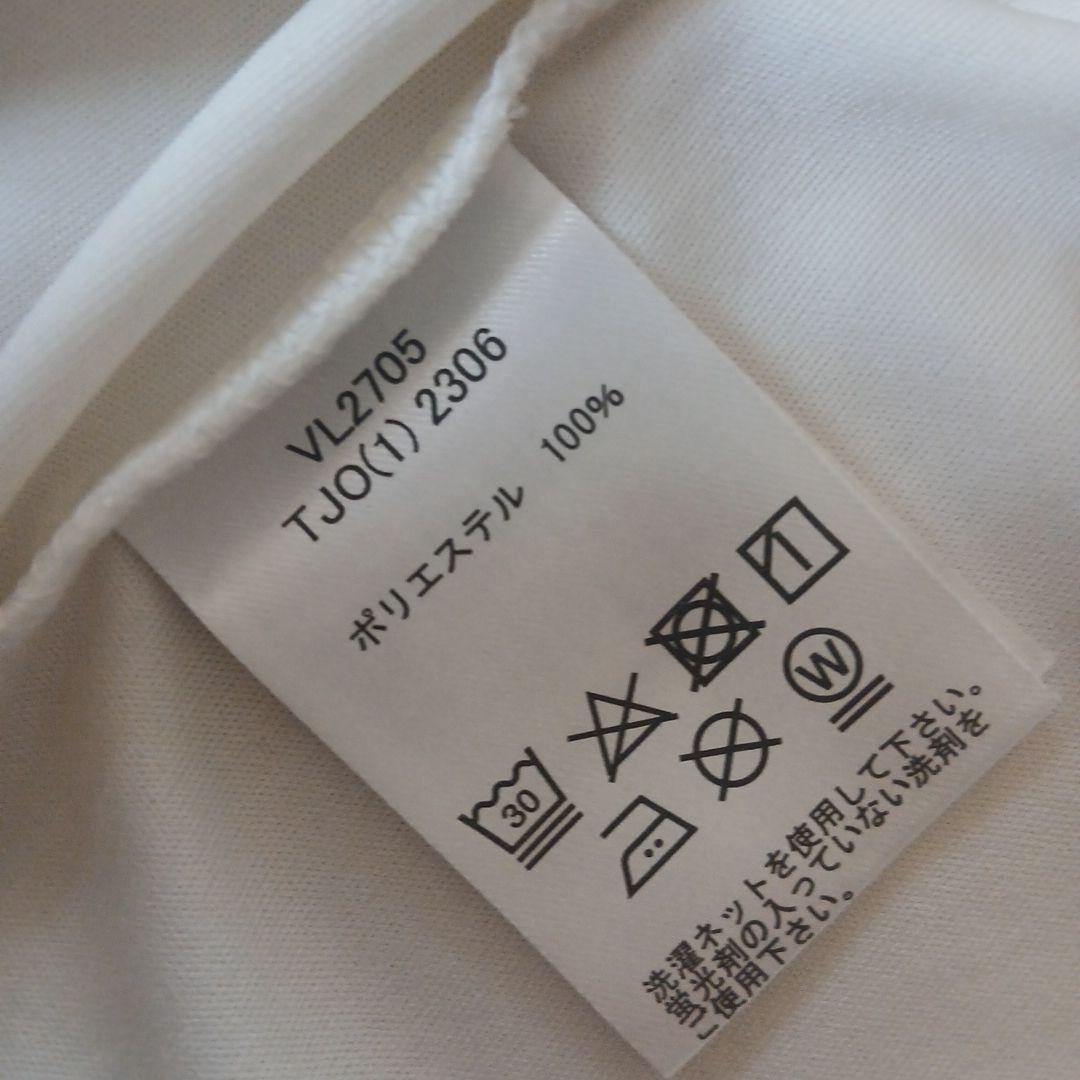 VL2705
TJO(1) 2306
ポリエステル 100%
30
W
洗濯ネットを使用して下さい。
蛍光剤の入っていない洗剤を
ご使用下さい。